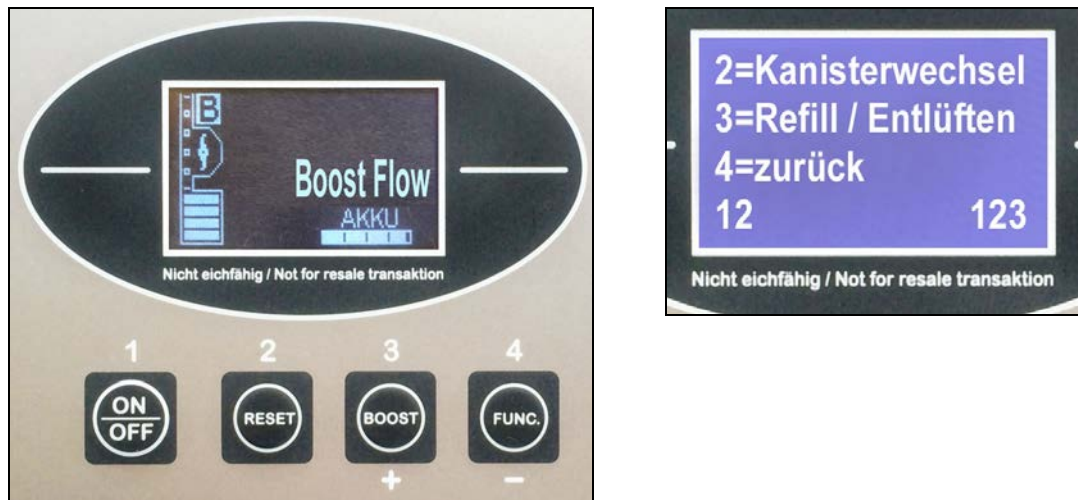 B
Boost Flow
AKKU
Nicht eichfähig / Not for resale transaktion
1 2 3 4
ON
OFF
RESET
BOOST
FUNC.
+ −
2=Kanisterwechsel
3=Refill / Entlüften
4=zurück
12 123
Nicht eichfähig / Not for resale transaktion